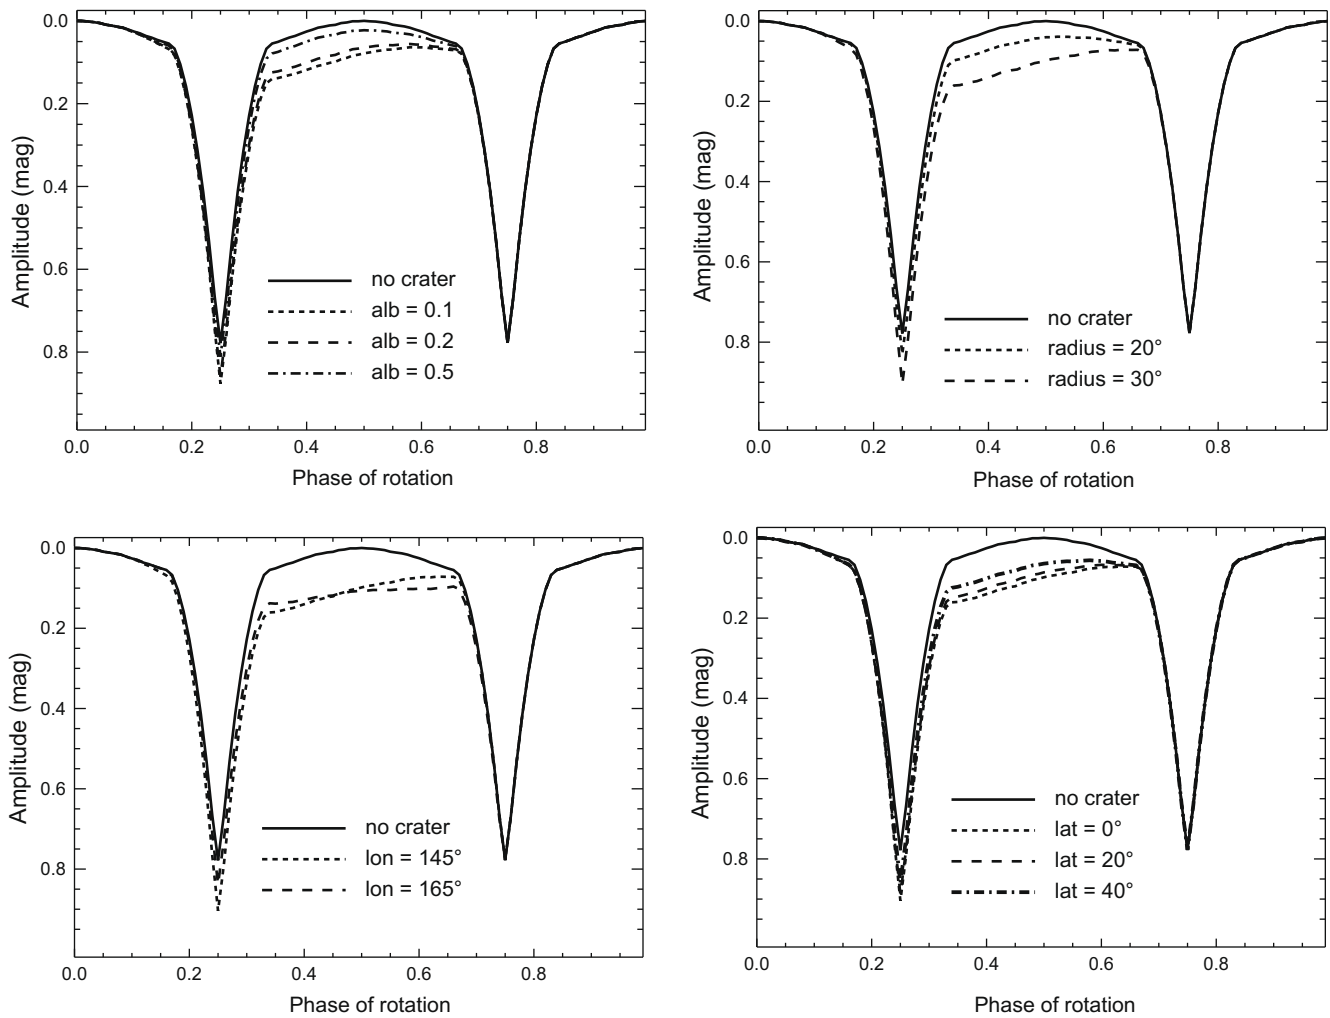 0.0
0.2
0.4
0.6
0.8
Amplitude (mag)
no crater
alb = 0.1
alb = 0.2
alb = 0.5
0.0 0.2 0.4 0.6 0.8
Phase of rotation
0.0
0.2
0.4
0.6
0.8
Amplitude (mag)
no crater
radius = 20°
radius = 30°
0.0 0.2 0.4 0.6 0.8
Phase of rotation
0.0
0.2
0.4
0.6
0.8
Amplitude (mag)
no crater
lon = 145°
lon = 165°
0.0 0.2 0.4 0.6 0.8
Phase of rotation
0.0
0.2
0.4
0.6
0.8
Amplitude (mag)
no crater
lat = 0°
lat = 20°
lat = 40°
0.0 0.2 0.4 0.6 0.8
Phase of rotation